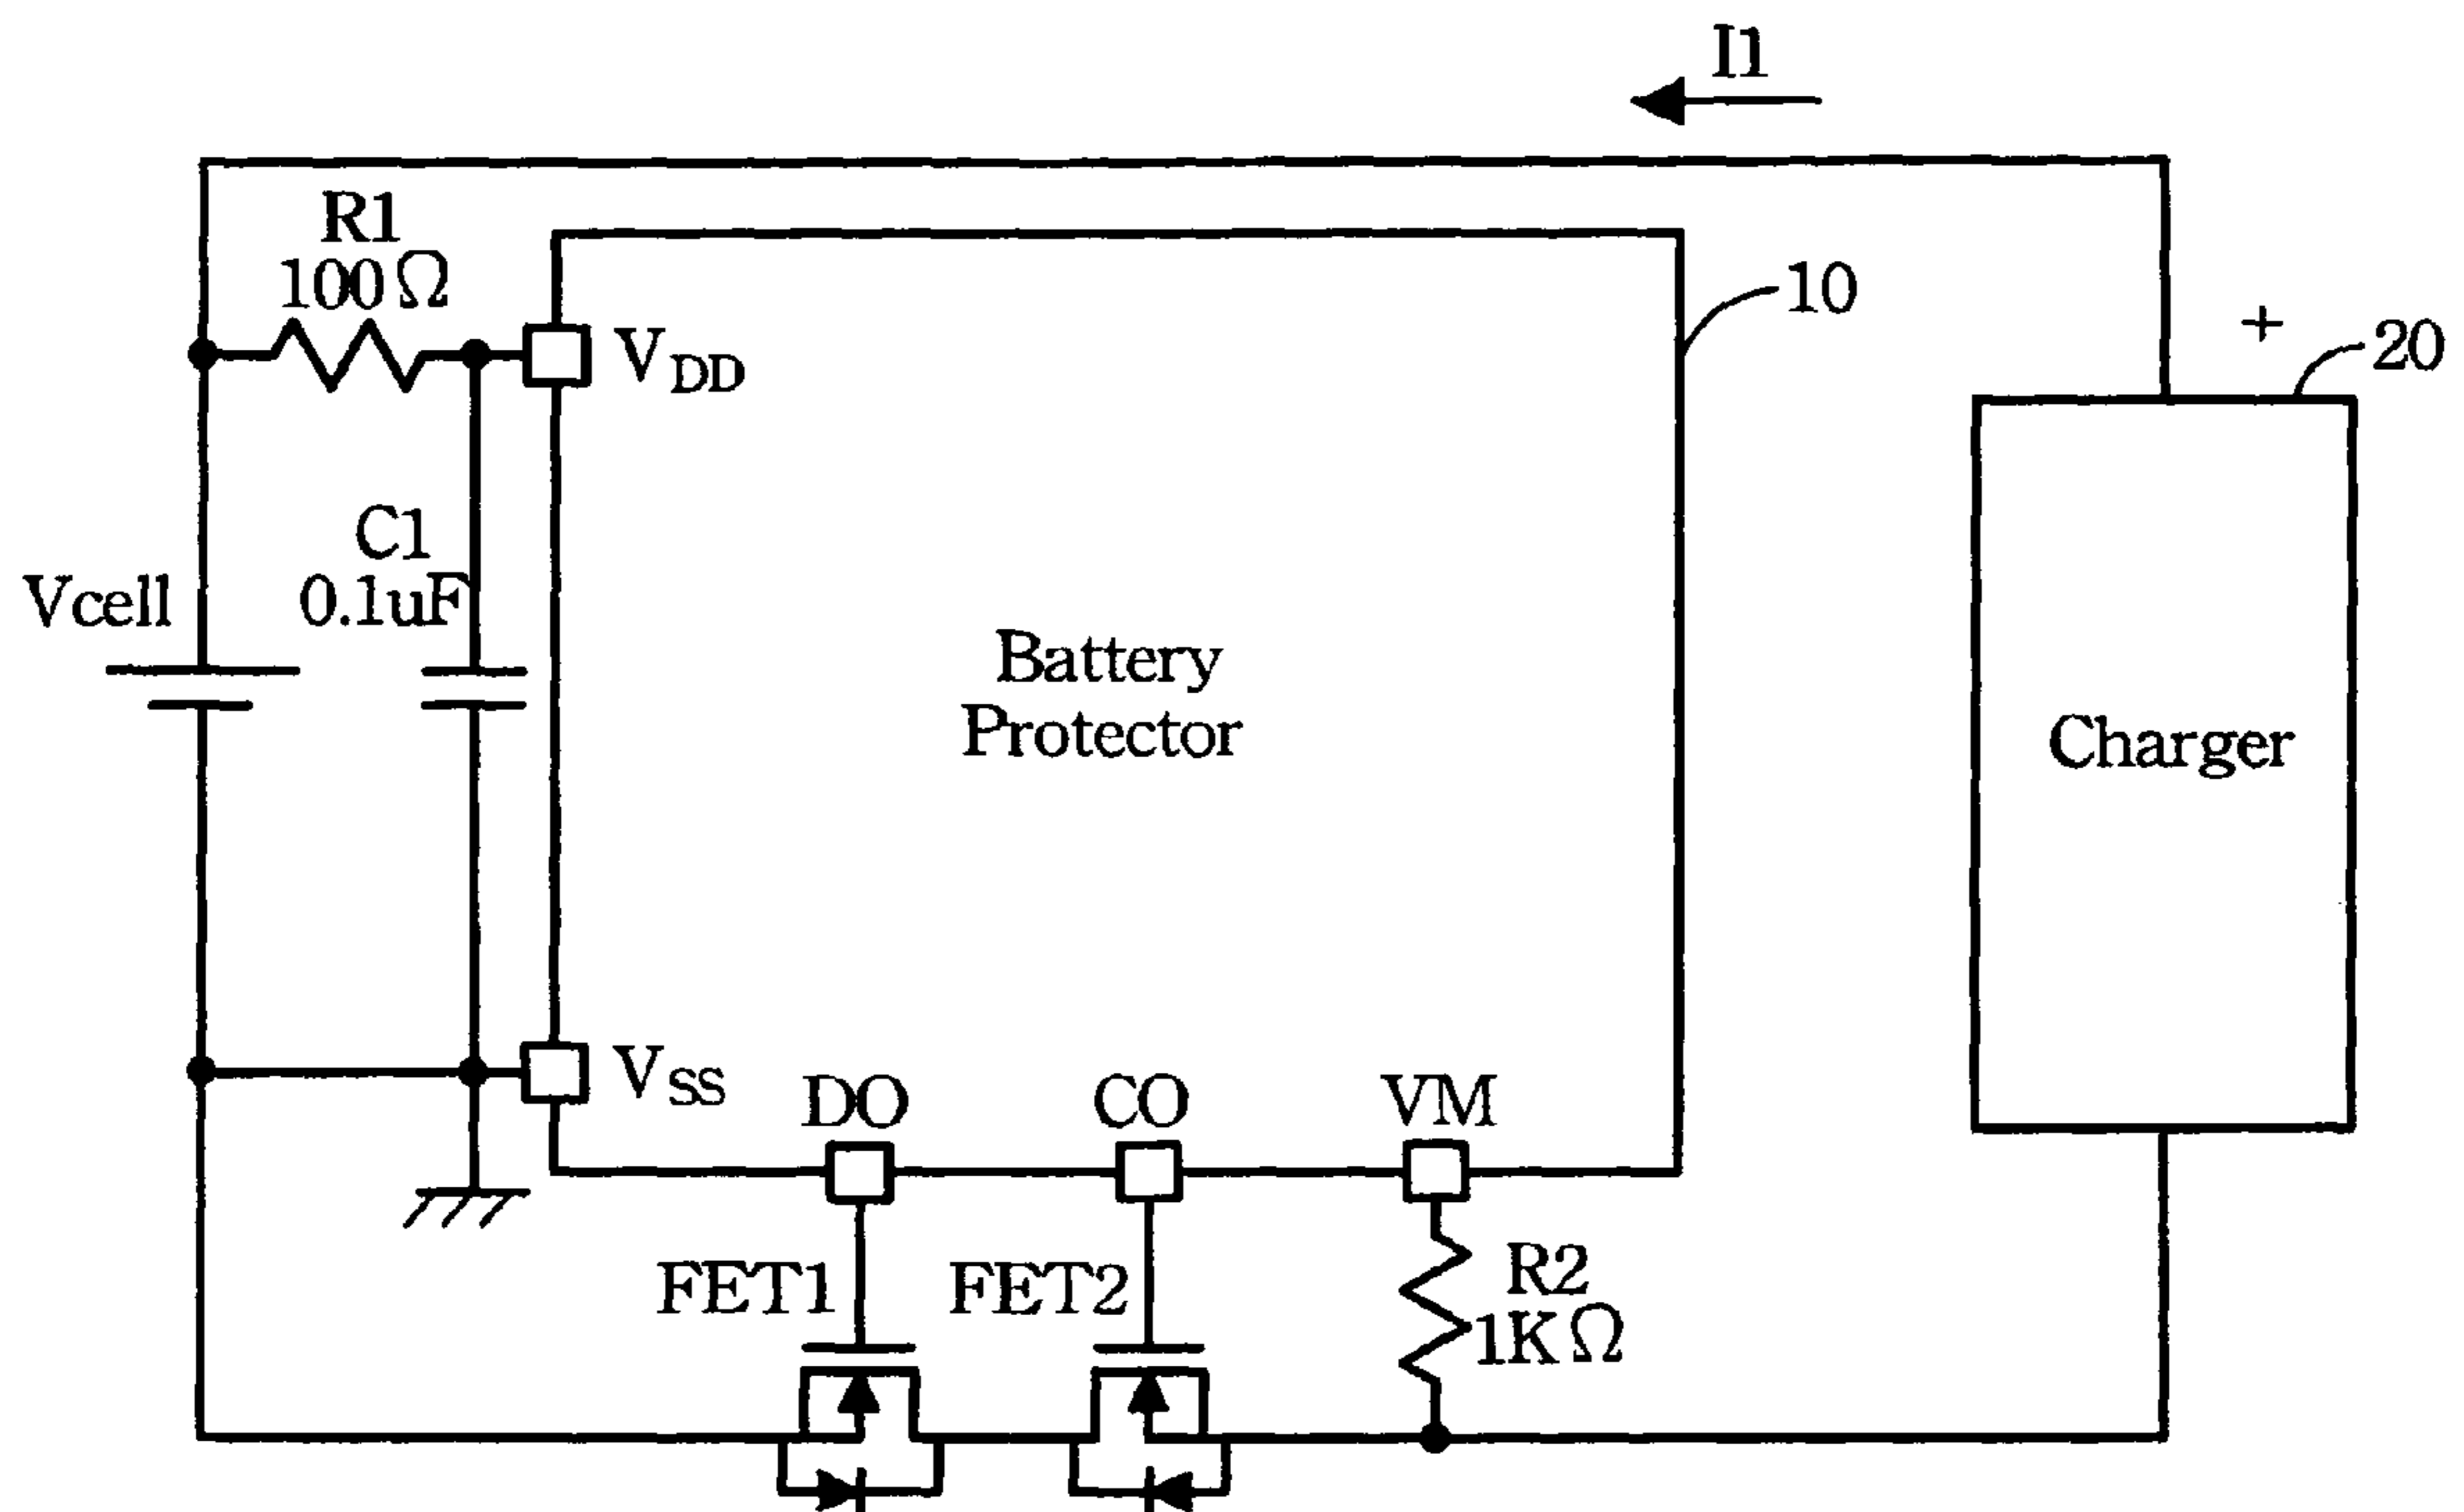 I1
R1
100Ω
10
VDD
+
20
C1
0.1uF
Vcell
Battery
Protector
Charger
VSS
DO
CO
VM
FET1
FET2
R2
1KΩ